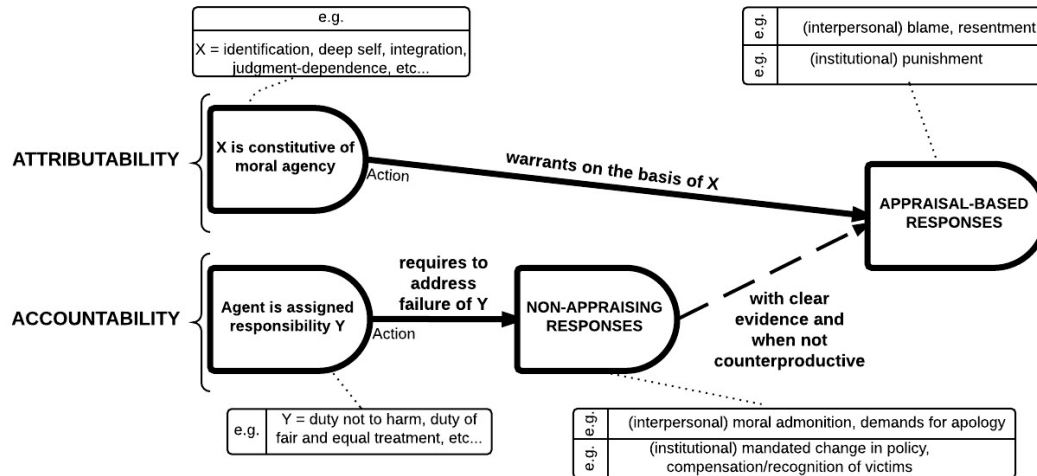 e.g.
X = identification, deep self, integration,
judgment-dependence, etc...
e.g.
(interpersonal) blame, resentment
e.g.
(institutional) punishment
ATTRIBUTABILITY
X is constitutive of
moral agency
Action
warrants on the basis of X
APPRAISAL-BASED
RESPONSES
ACCOUNTABILITY
Agent is assigned
responsibility Y
Action
requires to
address
failure of Y
NON-APPRAISING
RESPONSES
with clear
evidence and
when not
counterproductive
e.g.
Y = duty not to harm, duty of
fair and equal treatment, etc...
e.g.
(interpersonal) moral admonition, demands for apology
e.g.
(institutional) mandated change in policy,
compensation/recognition of victims